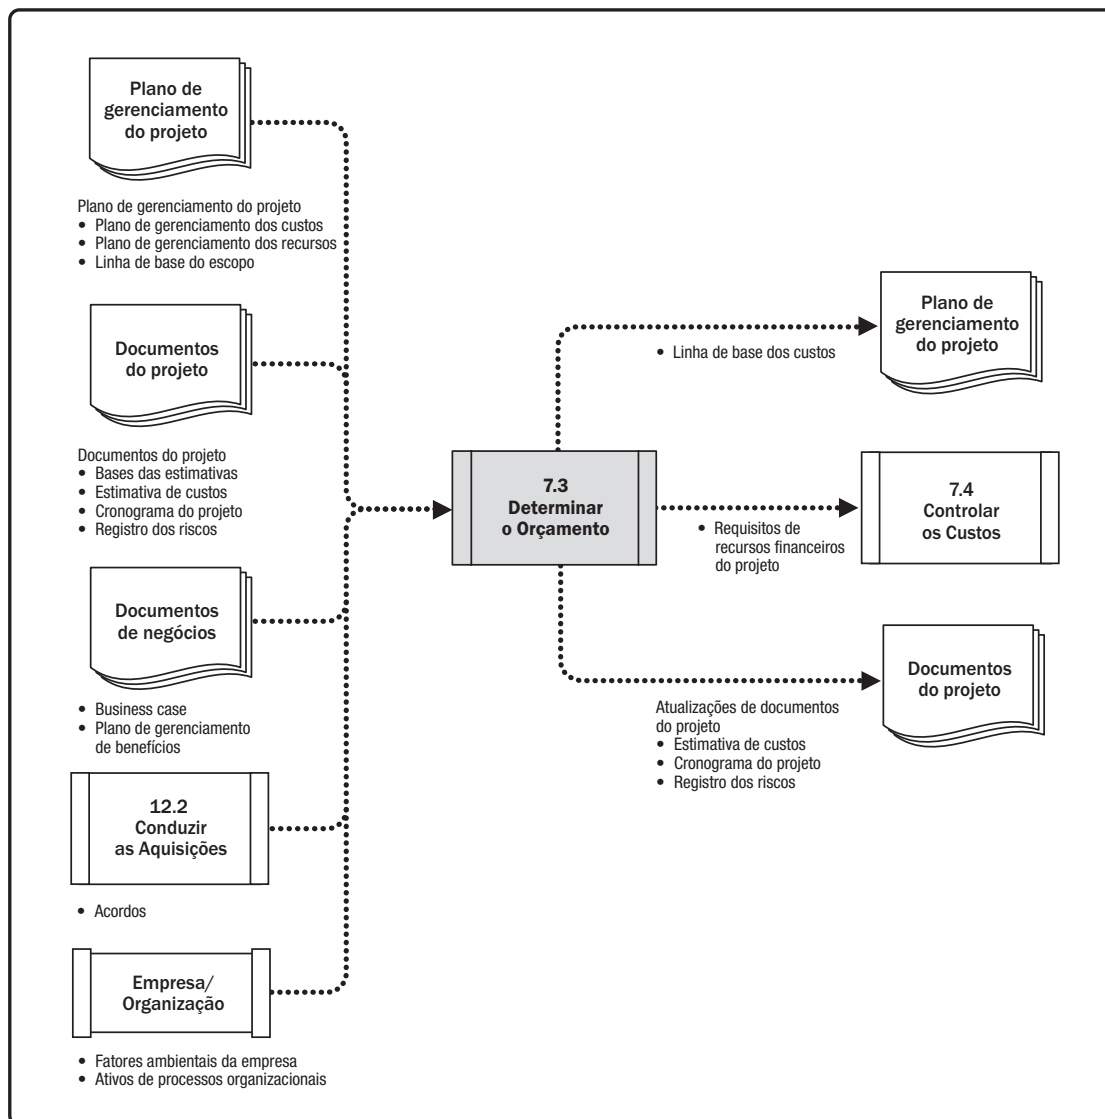 Plano de
gerenciamento
do projeto
Plano de gerenciamento do projeto
• Plano de gerenciamento dos custos
• Plano de gerenciamento dos recursos
• Linha de base do escopo
Documentos
do projeto
Documentos do projeto
• Bases das estimativas
• Estimativa de custos
• Cronograma do projeto
• Registro dos riscos
Documentos
de negócios
• Business case
• Plano de gerenciamento
de benefícios
12.2
Conduzir
as Aquisições
• Acordos
Empresa/
Organização
• Fatores ambientais da empresa
• Ativos de processos organizacionais
7.3
Determinar
o Orçamento
• Linha de base dos custos
Plano de
gerenciamento
do projeto
• Requisitos de
recursos financeiros
do projeto
7.4
Controlar
os Custos
Atualizações de documentos
do projeto
• Estimativa de custos
• Cronograma do projeto
• Registro dos riscos
Documentos
do projeto